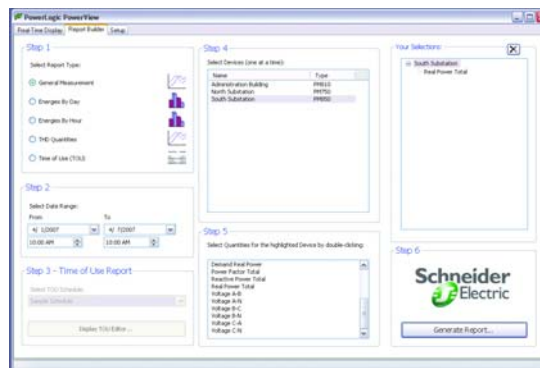 PowerLogic PowerView
Real Time Display Report Builder Setup
Step 1
Select Report Type:
General Measurement
Energies By Day
Energies By Hour
THD Quantities
Time of Use (TOU)
Step 2
Select Date Range:
From To
4/ 1/2007 4/ 7/2007
10:00 AM 10:00 AM
Step 3 - Time of Use Report
Select TOU Schedule:
Sample Schedule
Display TOU Editor...
Step 4
Select Devices (one at a time):
Name Type
Administration Building PM810
North Substation PM750
South Substation PM850
Step 5
Select Quantities for the highlighted Device by double-clicking:
Demand Real Power
Power Factor Total
Reactive Power Total
Real Power Total
Voltage A-B
Voltage A-N
Voltage B-C
Voltage B-N
Voltage C-A
Voltage C-N
Your Selections:
South Substation
Real Power Total
Step 6
Schneider
Electric
Generate Report...